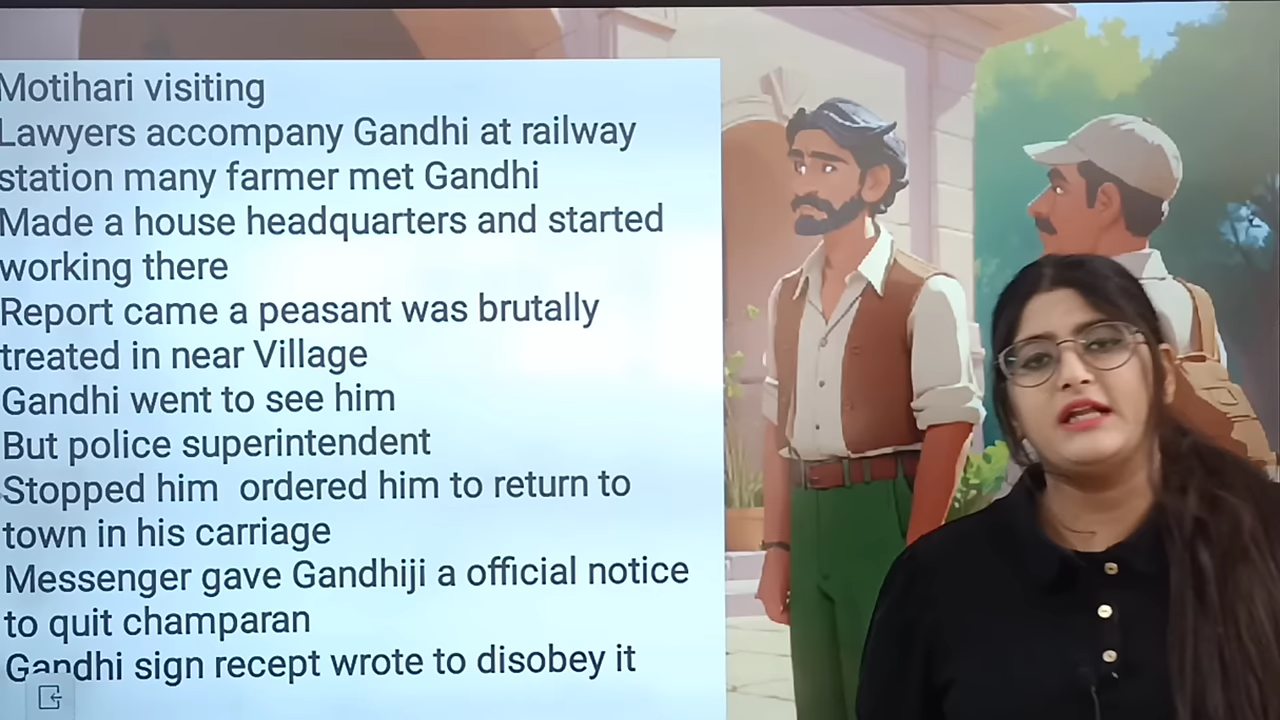 Motihari visiting
Lawyers accompany Gandhi at railway
station many farmer met Gandhi
Made a house headquarters and started
working there
Report came a peasant was brutally
treated in near Village
Gandhi went to see him
But police superintendent
Stopped him ordered him to return to
town in his carriage
Messenger gave Gandhiji a official notice
to quit champaran
Gandhi sign recept wrote to disobey it